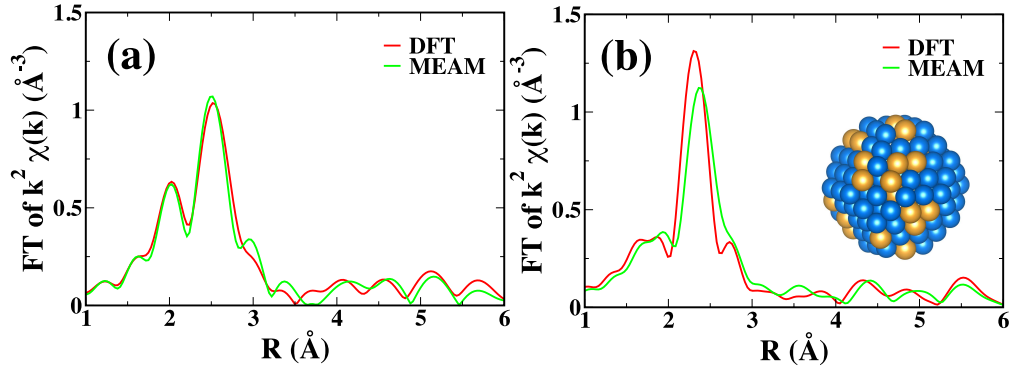 (a)
DFT
MEAM
FT of k² χ(k) (Å⁻³)
1.5
1
0.5
0
1 2 3 4 5 6
R (Å)
(b)
DFT
MEAM
FT of k² χ(k) (Å⁻³)
1.5
1
0.5
0
1 2 3 4 5 6
R (Å)